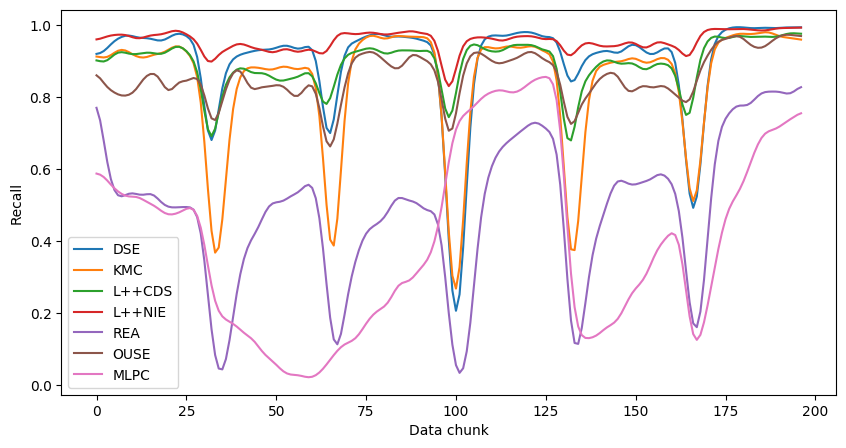 1.0
0.8
0.6
0.4
0.2
0.0
Recall
DSE
KMC
L++CDS
L++NIE
REA
OUSE
MLPC
0 25 50 75 100 125 150 175 200
Data chunk